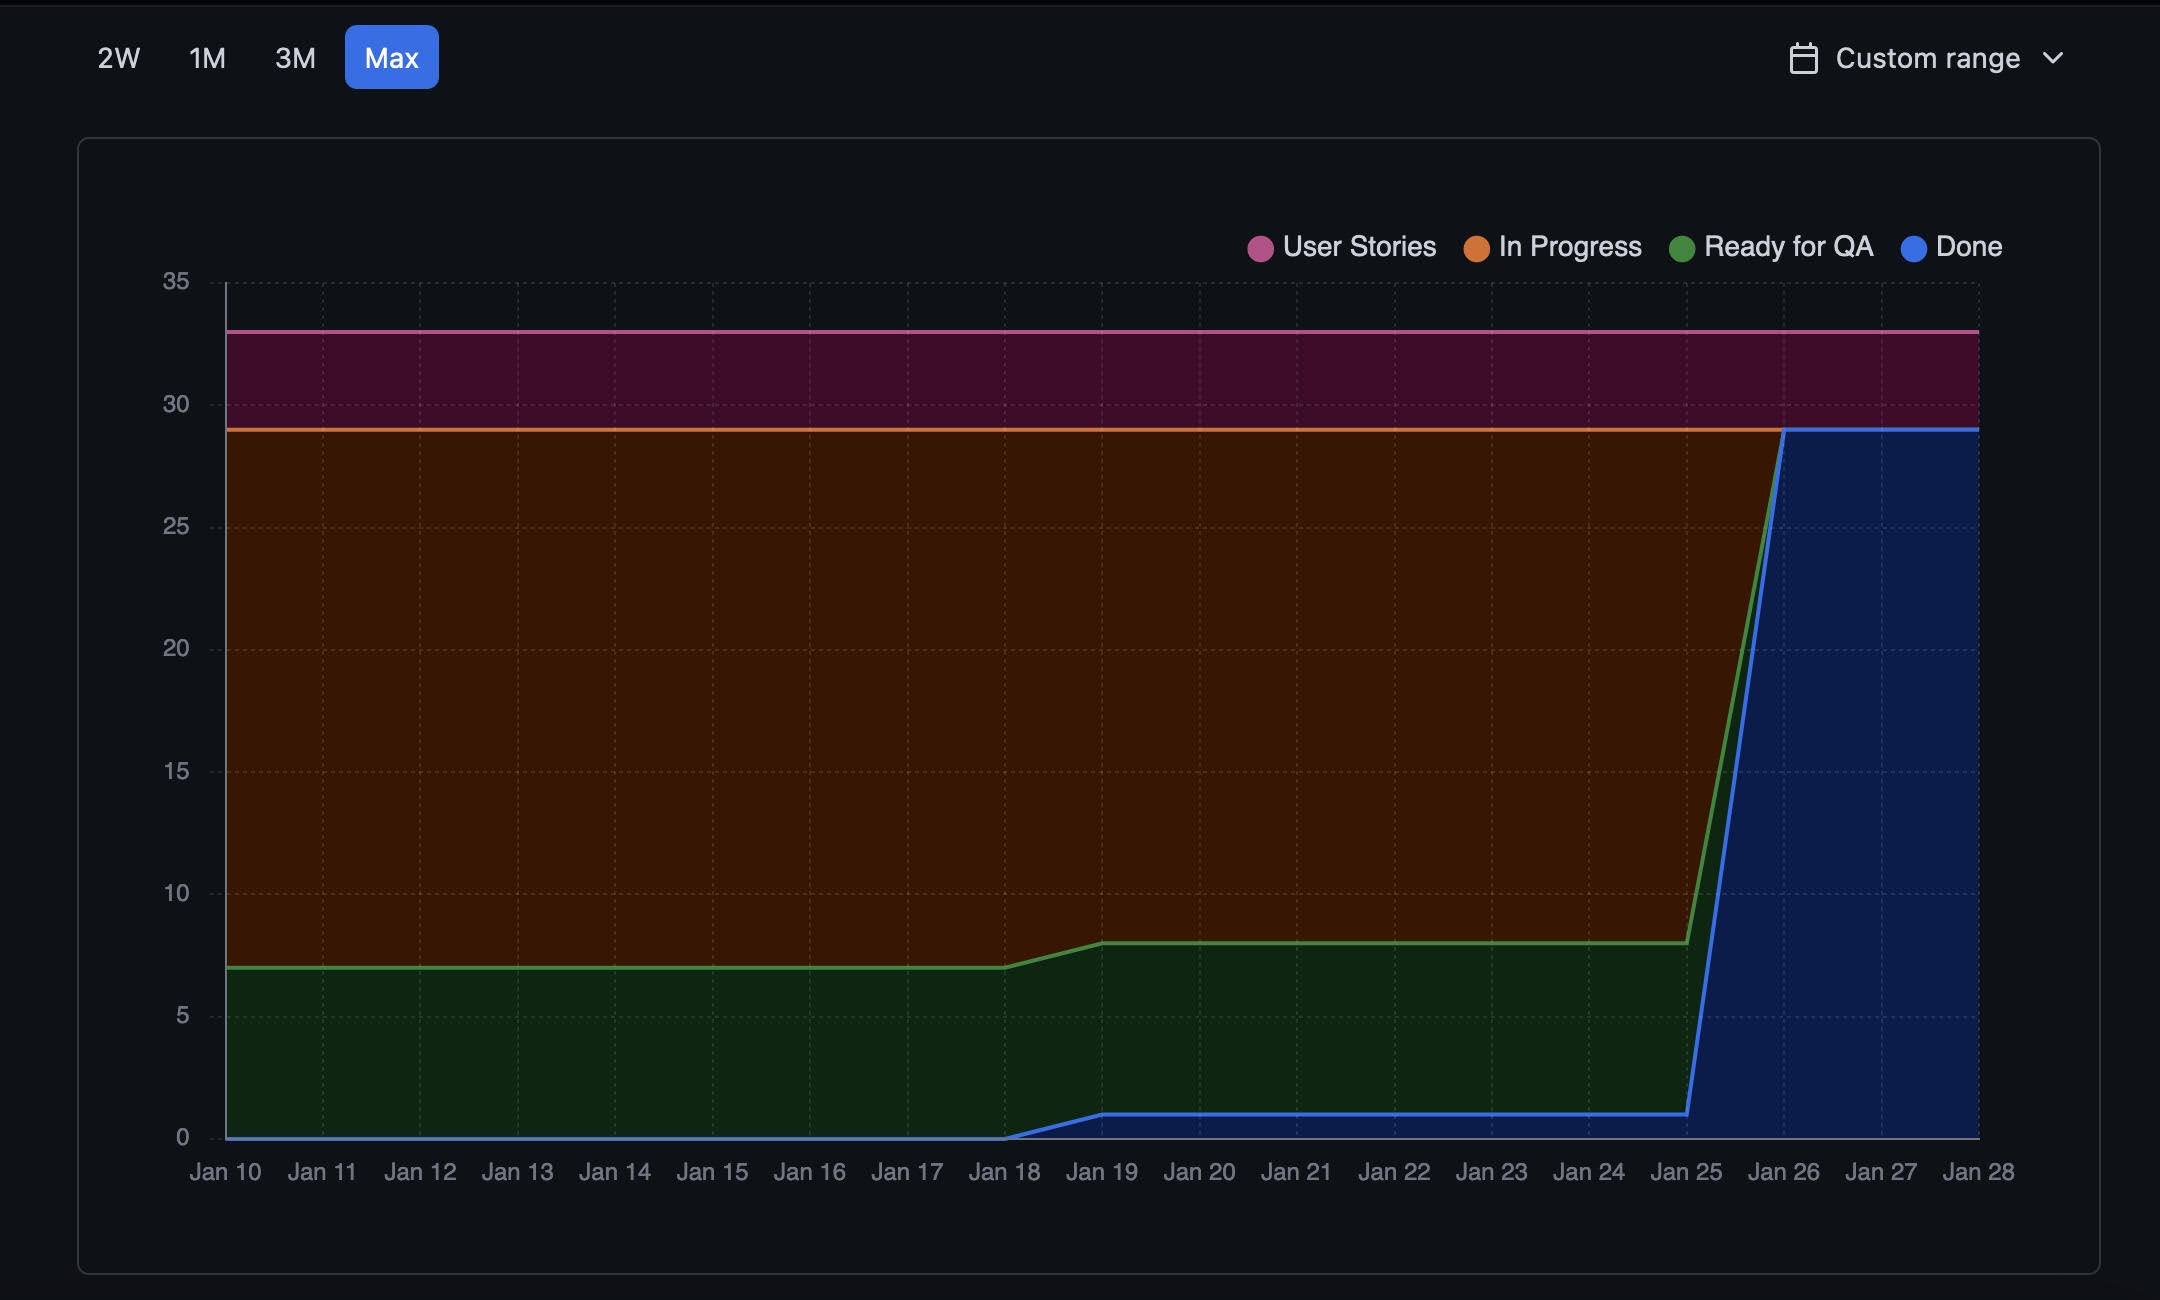 2W 1M 3M Max Custom range
User Stories In Progress Ready for QA Done
35
30
25
20
15
10
5
0
Jan 10 Jan 11 Jan 12 Jan 13 Jan 14 Jan 15 Jan 16 Jan 17 Jan 18 Jan 19 Jan 20 Jan 21 Jan 22 Jan 23 Jan 24 Jan 25 Jan 26 Jan 27 Jan 28